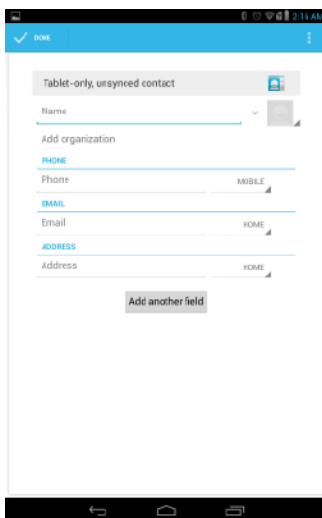 2:16 AM
DONE
Tablet-only, unsynced contact
Name
Add organization
PHONE
Phone MOBILE
EMAIL
Email HOME
ADDRESS
Address HOME
Add another field